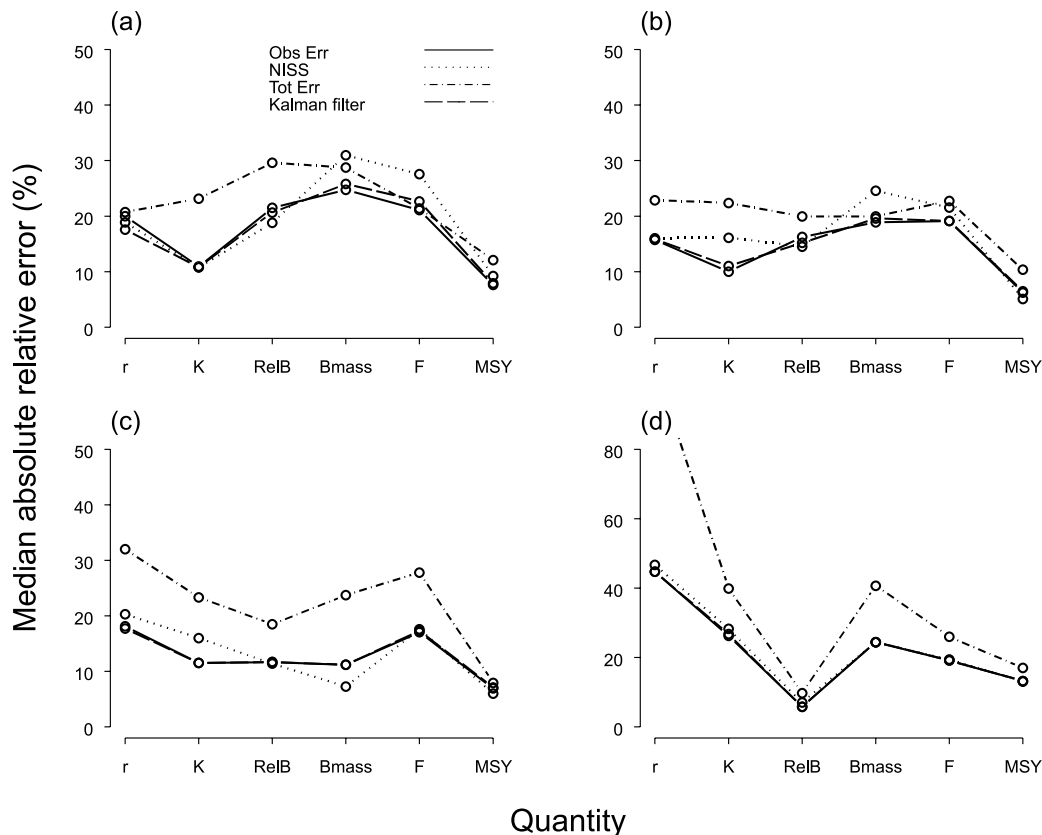 (a)
Obs Err
NISS
Tot Err
Kalman filter
50
40
30
20
10
0
r K RelB Bmass F MSY
(b)
50
40
30
20
10
0
r K RelB Bmass F MSY
(c)
50
40
30
20
10
0
r K RelB Bmass F MSY
(d)
80
60
40
20
0
r K RelB Bmass F MSY
Median absolute relative error (%)
Quantity